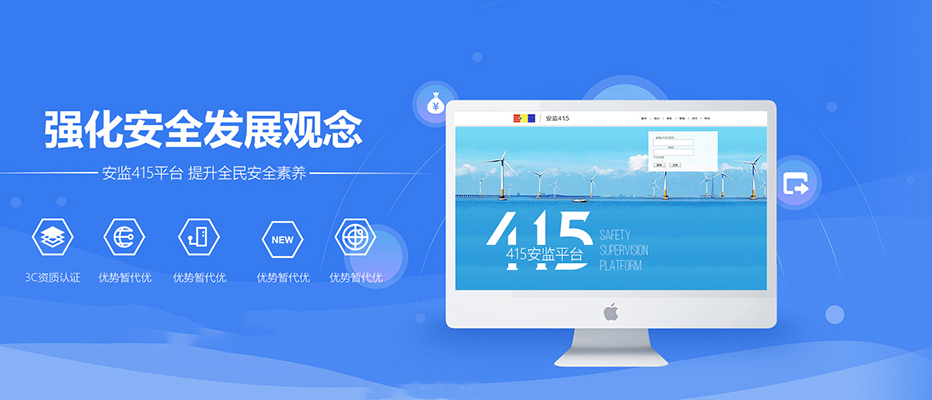 强化安全发展观念
安监415平台 提升全民安全素养
NEW
3C资质认证
优势暂代优
优势暂代优
优势暂代优
优势暂代优
¥
安监415
415
415安监平台
SAFETY
SUPERVISION
PLATFORM